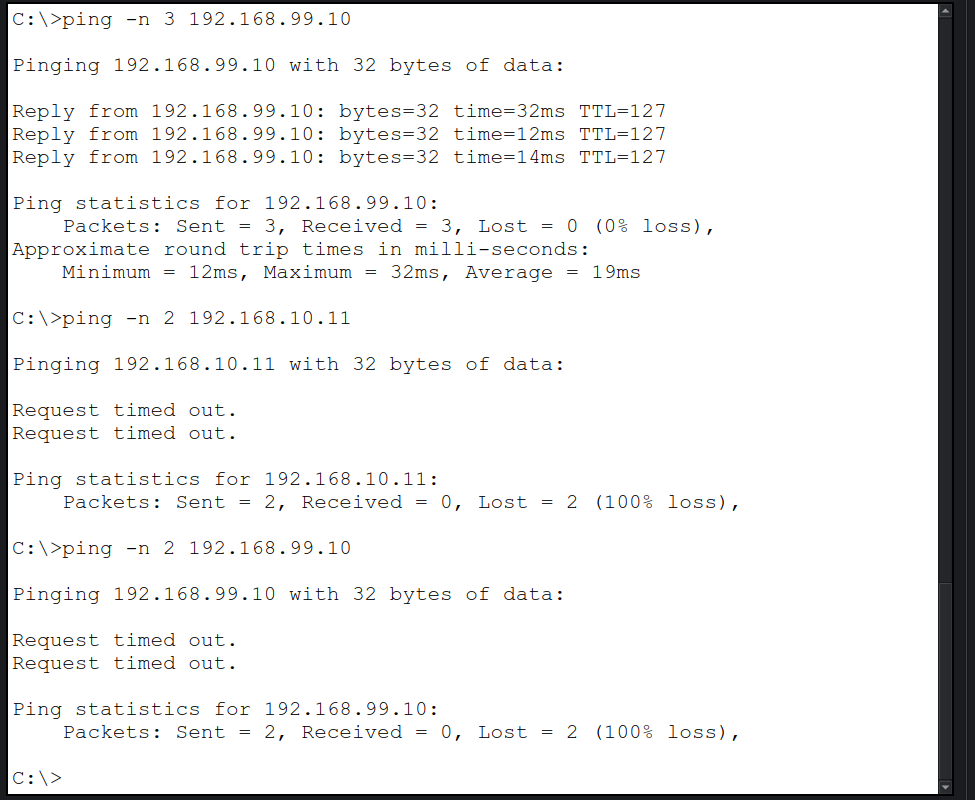 C:\>ping -n 3 192.168.99.10
Pinging 192.168.99.10 with 32 bytes of data:
Reply from 192.168.99.10: bytes=32 time=32ms TTL=127
Reply from 192.168.99.10: bytes=32 time=12ms TTL=127
Reply from 192.168.99.10: bytes=32 time=14ms TTL=127
Ping statistics for 192.168.99.10:
    Packets: Sent = 3, Received = 3, Lost = 0 (0% loss),
Approximate round trip times in milli-seconds:
    Minimum = 12ms, Maximum = 32ms, Average = 19ms
C:\>ping -n 2 192.168.10.11
Pinging 192.168.10.11 with 32 bytes of data:
Request timed out.
Request timed out.
Ping statistics for 192.168.10.11:
    Packets: Sent = 2, Received = 0, Lost = 2 (100% loss),
C:\>ping -n 2 192.168.99.10
Pinging 192.168.99.10 with 32 bytes of data:
Request timed out.
Request timed out.
Ping statistics for 192.168.99.10:
    Packets: Sent = 2, Received = 0, Lost = 2 (100% loss),
C:\>